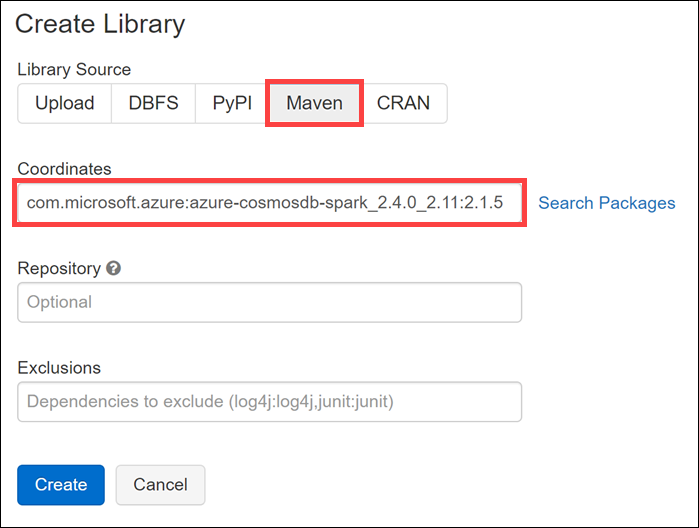 Create Library
Library Source
Upload DBFS PyPI Maven CRAN
Coordinates
com.microsoft.azure:azure-cosmosdb-spark_2.4.0_2.11:2.1.5 Search Packages
Repository ?
Optional
Exclusions
Dependencies to exclude (log4j:log4j,junit:junit)
Create Cancel